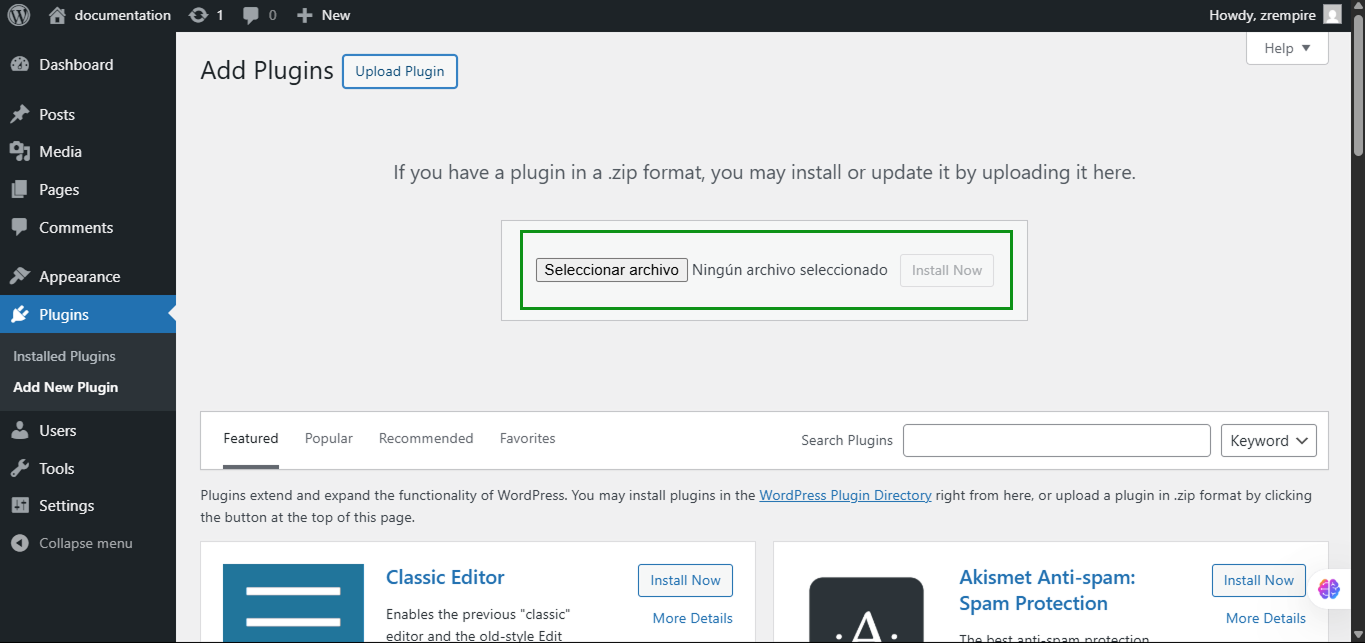 documentation 1 0 New Howdy, zrempire
Help
Dashboard
Posts
Media
Pages
Comments
Appearance
Plugins
Installed Plugins
Add New Plugin
Users
Tools
Settings
Collapse menu
Add Plugins Upload Plugin
If you have a plugin in a .zip format, you may install or update it by uploading it here.
Seleccionar archivo Ningún archivo seleccionado Install Now
Featured Popular Recommended Favorites Search Plugins Keyword
Plugins extend and expand the functionality of WordPress. You may install plugins in the WordPress Plugin Directory right from here, or upload a plugin in .zip format by clicking
the button at the top of this page.
Classic Editor
Install Now
More Details
Enables the previous "classic"
editor and the old-style Edit
A
Akismet Anti-spam:
Spam Protection
Install Now
More Details
The best anti-spam protection